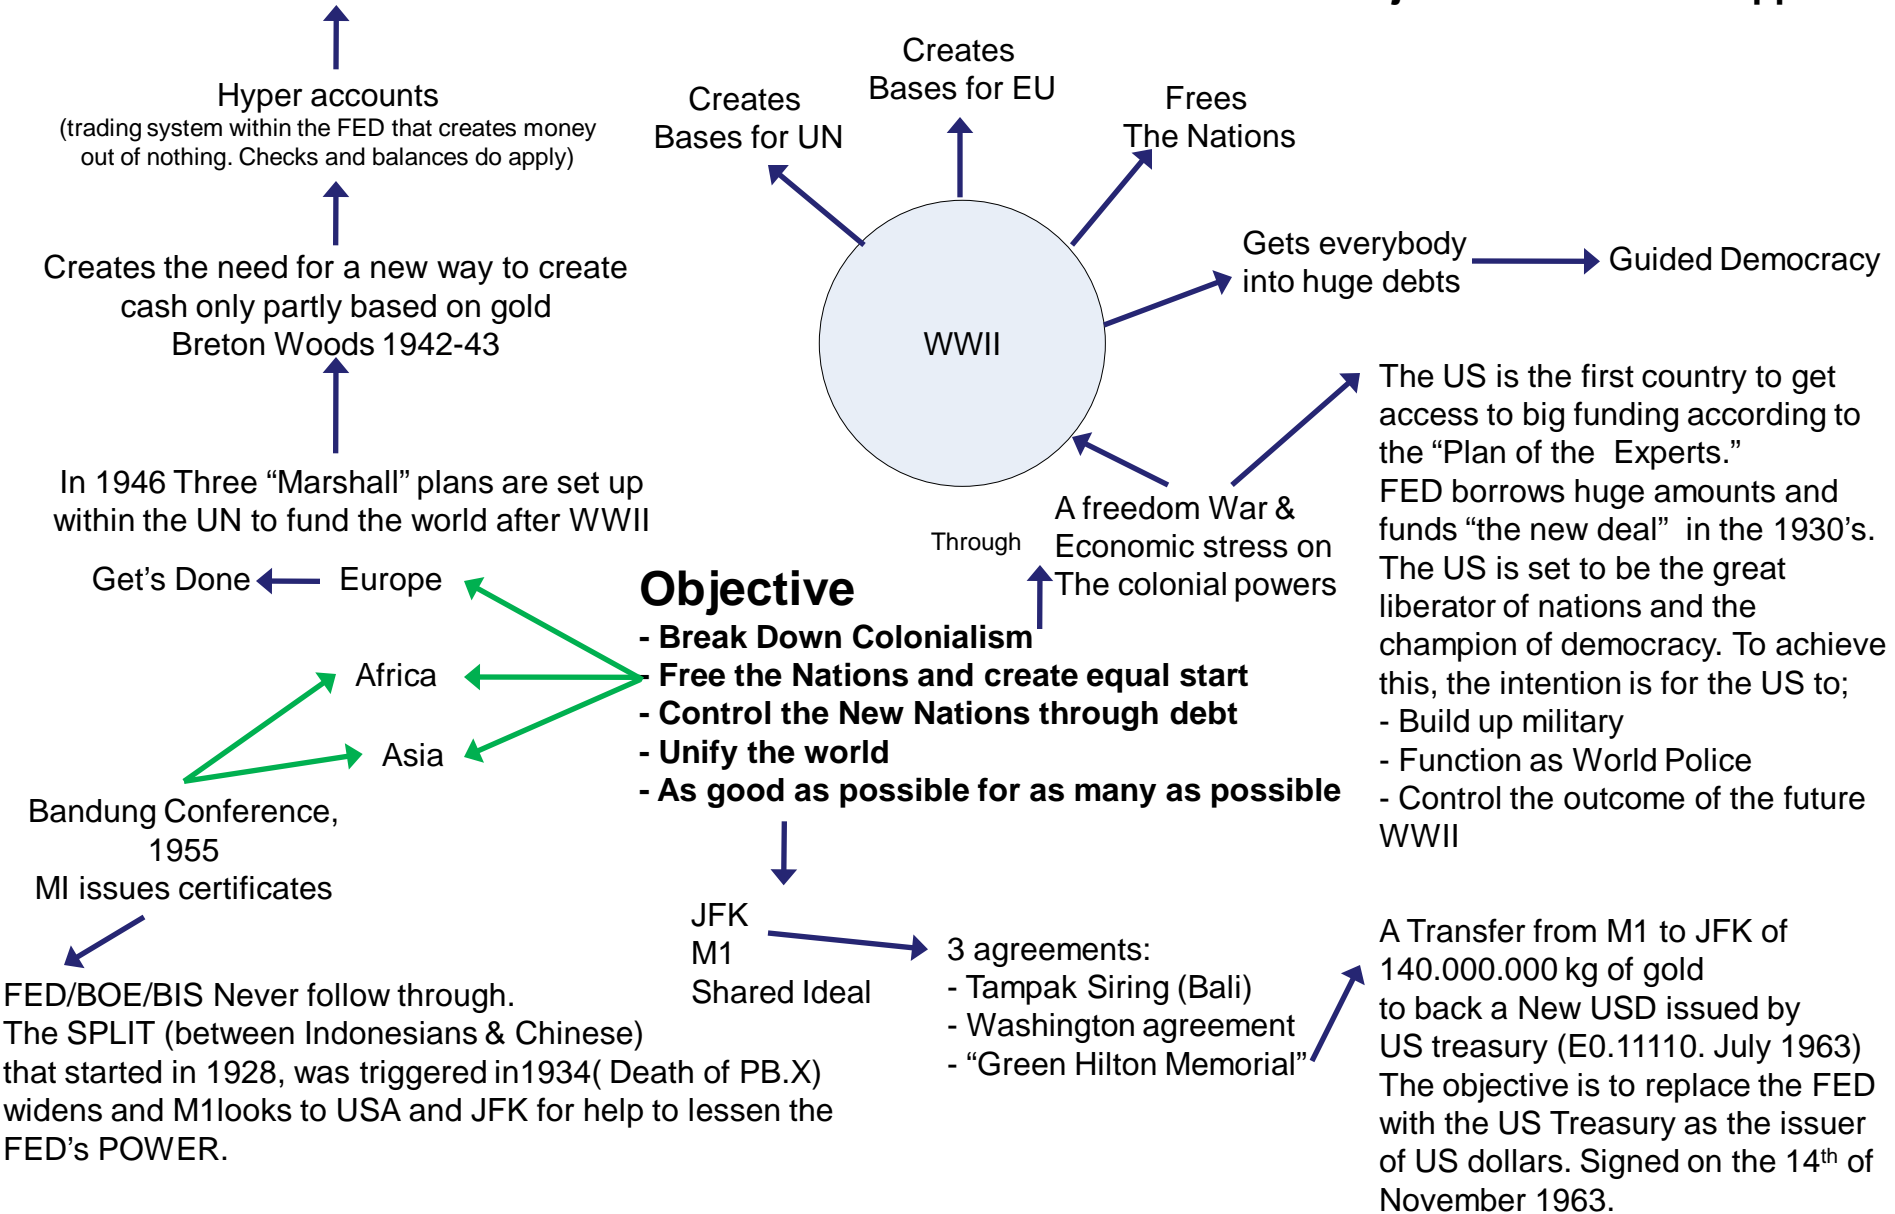 Hyper accounts
(trading system within the FED that creates money
out of nothing. Checks and balances do apply)
Creates the need for a new way to create
cash only partly based on gold
Breton Woods 1942-43
In 1946 Three “Marshall” plans are set up
within the UN to fund the world after WWII
Get's Done
Europe
Africa
Asia
Bandung Conference,
1955
MI issues certificates
FED/BOE/BIS Never follow through.
The SPLIT (between Indonesians & Chinese)
that started in 1928, was triggered in1934( Death of PB.X)
widens and M1looks to USA and JFK for help to lessen the
FED's POWER.
Creates
Bases for UN
Creates
Bases for EU
Frees
The Nations
Gets everybody
into huge debts
Guided Democracy
WWII
Through
A freedom War &
Economic stress on
The colonial powers
Objective
- Break Down Colonialism
- Free the Nations and create equal start
- Control the New Nations through debt
- Unify the world
- As good as possible for as many as possible
JFK
M1
Shared Ideal
3 agreements:
- Tampak Siring (Bali)
- Washington agreement
- “Green Hilton Memorial”
The US is the first country to get
access to big funding according to
the “Plan of the Experts.”
FED borrows huge amounts and
funds “the new deal” in the 1930's.
The US is set to be the great
liberator of nations and the
champion of democracy. To achieve
this, the intention is for the US to;
- Build up military
- Function as World Police
- Control the outcome of the future
WWII
A Transfer from M1 to JFK of
140.000.000 kg of gold
to back a New USD issued by
US treasury (E0.11110. July 1963)
The objective is to replace the FED
with the US Treasury as the issuer
of US dollars. Signed on the 14th of
November 1963.